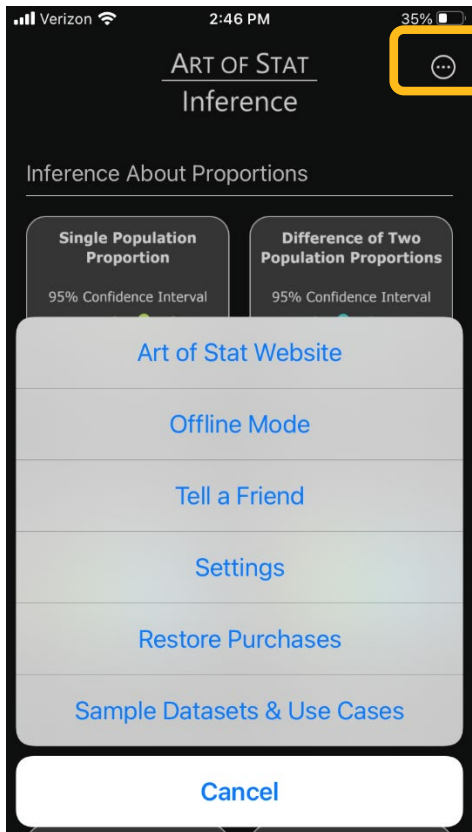 Verizon 2:46 PM 35%
ART OF STAT
Inference
Inference About Proportions
Single Population
Proportion
95% Confidence Interval
Difference of Two
Population Proportions
95% Confidence Interval
Art of Stat Website
Offline Mode
Tell a Friend
Settings
Restore Purchases
Sample Datasets & Use Cases
Cancel